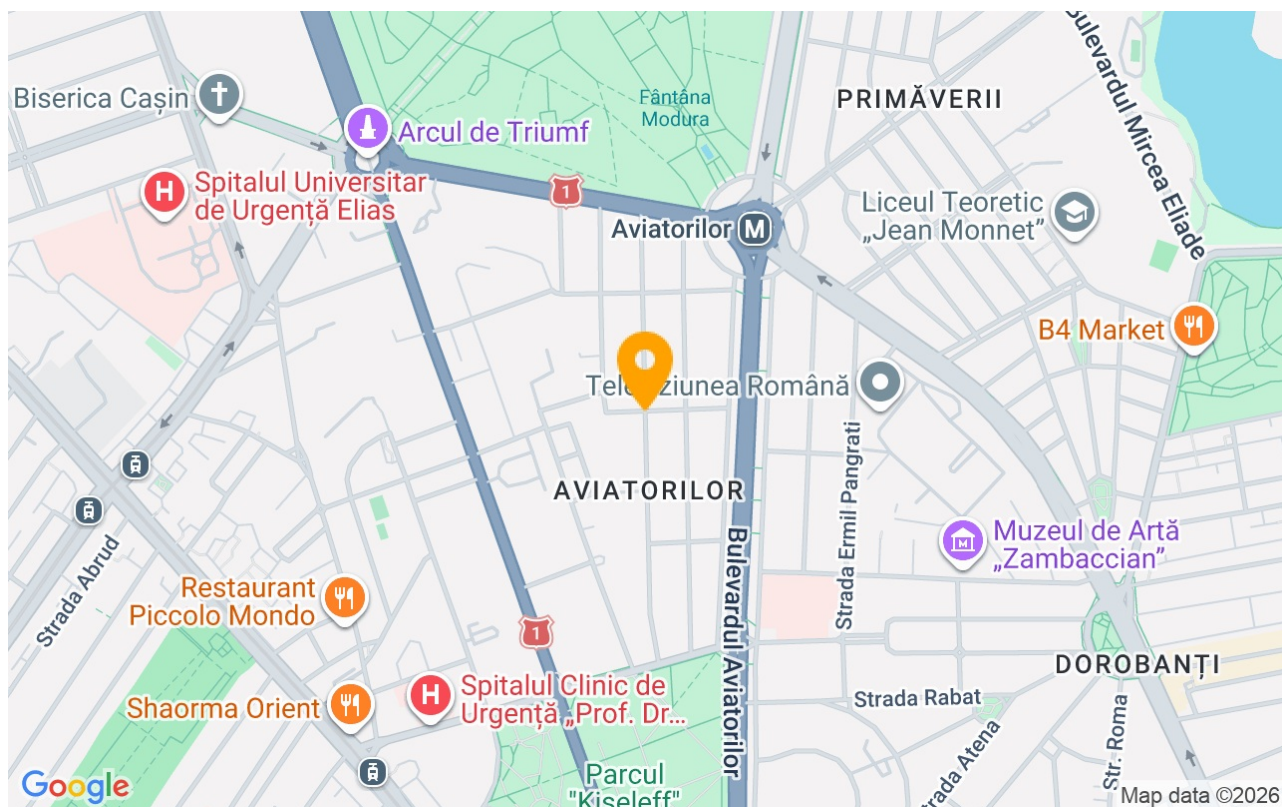 Biserica Cașin
Arcul de Triumf
Fântâna
Modura
PRIMĂVERII
Bulevardul Mircea Eliade
Spitalul Universitar
de Urgență Elias
1
Aviatorilor
M
Liceul Teoretic
„Jean Monnet”
H
B4 Market
Română
AVIATORILOR
Strada Ermil Pangrati
Muzeul de Artă
„Zambaccian”
Strada Abrud
Restaurant
Piccolo Mondo
1
Bulevardul Aviatorilor
DOROBANȚI
H
Spitalul Clinic de
Urgență „Prof. Dr...
Shaorma Orient
Strada Rabat
Strada Atena
Str. Roma
Parcul
"Kiseleff"
Google
Map data ©2026